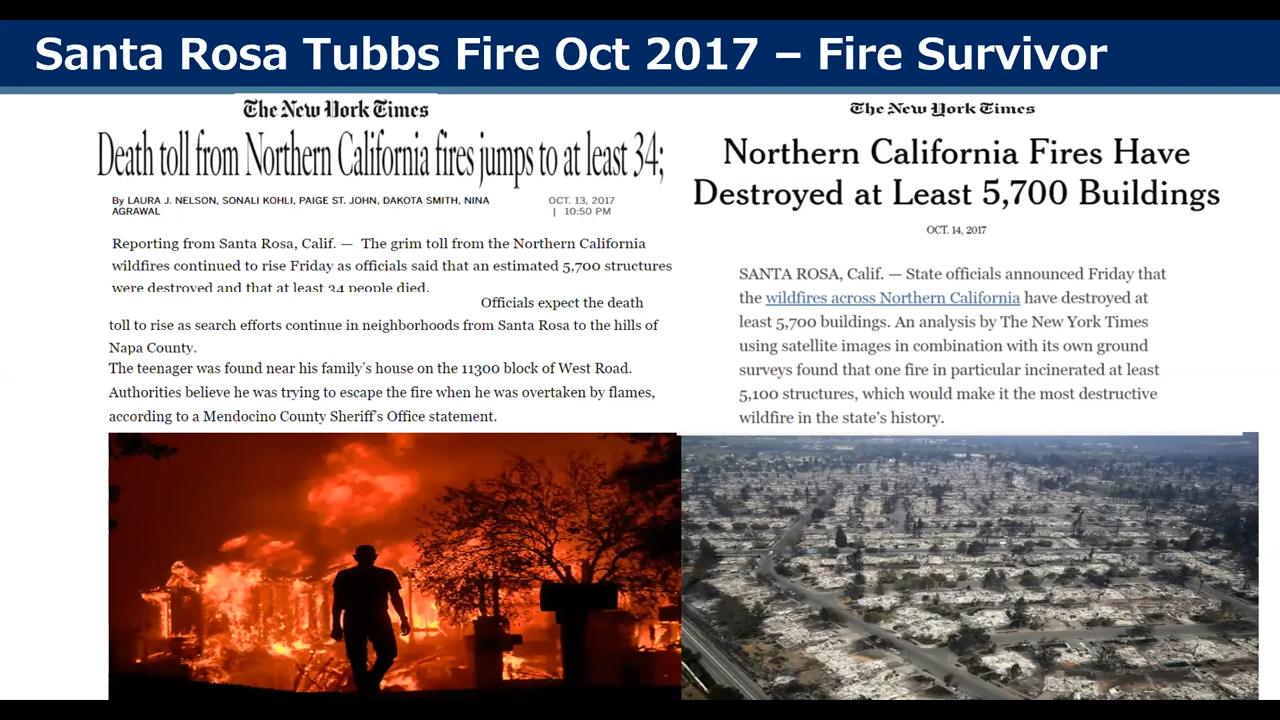 Santa Rosa Tubbs Fire Oct 2017 – Fire Survivor
The New York Times
Death toll from Northern California fires jumps to at least 34;
By LAURA J. NELSON, SONALI KOHLI, PAIGE ST. JOHN, DAKOTA SMITH, NINA
AGRAWAL
OCT. 13, 2017
| 10:50 PM
Reporting from Santa Rosa, Calif. — The grim toll from the Northern California
wildfires continued to rise Friday as officials said that an estimated 5,700 structures
were destroyed and that at least 34 people died.
Officials expect the death
toll to rise as search efforts continue in neighborhoods from Santa Rosa to the hills of
Napa County.
The teenager was found near his family's house on the 11300 block of West Road.
Authorities believe he was trying to escape the fire when he was overtaken by flames,
according to a Mendocino County Sheriff's Office statement.
The New York Times
Northern California Fires Have
Destroyed at Least 5,700 Buildings
OCT. 14, 2017
SANTA ROSA, Calif. — State officials announced Friday that
the wildfires across Northern California have destroyed at
least 5,700 buildings. An analysis by The New York Times
using satellite images in combination with its own ground
surveys found that one fire in particular incinerated at least
5,100 structures, which would make it the most destructive
wildfire in the state's history.